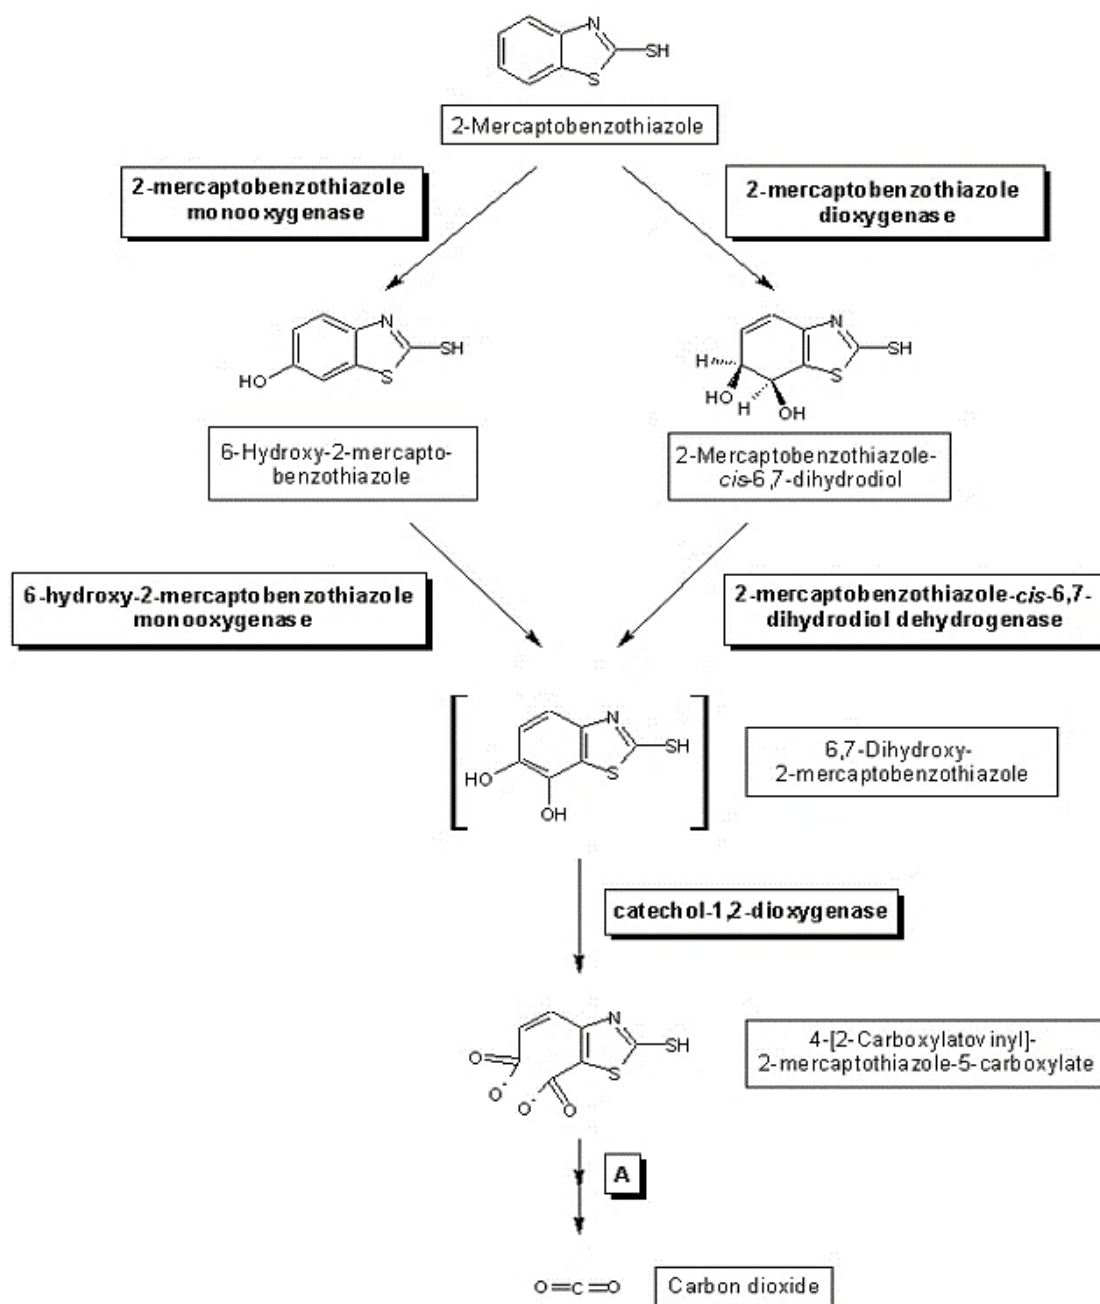 N
SH
S
2-Mercaptobenzothiazole
2-mercaptobenzothiazole
monooxygenase
2-mercaptobenzothiazole
dioxygenase
N
SH
S
HO
N
SH
S
H
HO
H
OH
6-Hydroxy-2-mercapto-
benzothiazole
2-Mercaptobenzothiazole-
cis-6,7-dihydrodiol
6-hydroxy-2-mercaptobenzothiazole
monooxygenase
2-mercaptobenzothiazole-cis-6,7-
dihydrodiol dehydrogenase
N
SH
S
HO
OH
6,7-Dihydroxy-
2-mercaptobenzothiazole
catechol-1,2-dioxygenase
N
SH
S
O
O-
O-
O
4-[2-Carboxylatovinyl]-
2-mercaptothiazole-5-carboxylate
A
O=C=O
Carbon dioxide